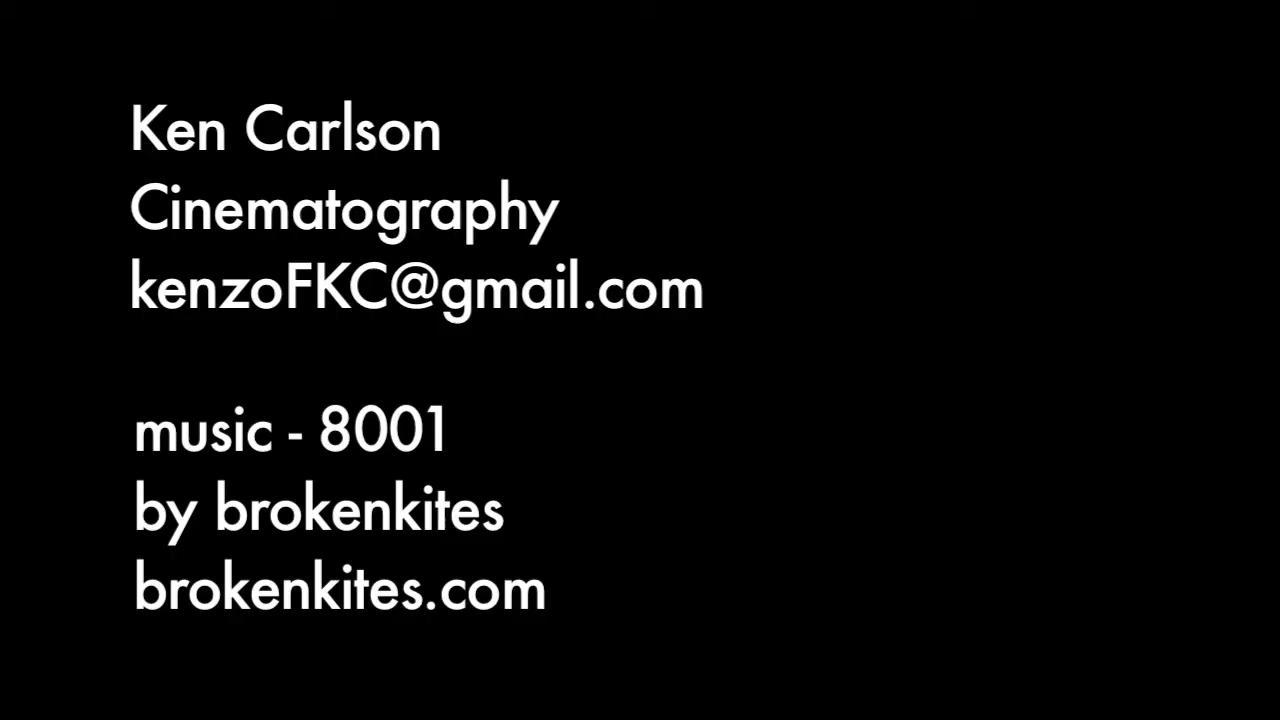 Ken Carlson
Cinematography
kenzoFKC@gmail.com
music - 8001
by brokenkites
brokenkites.com